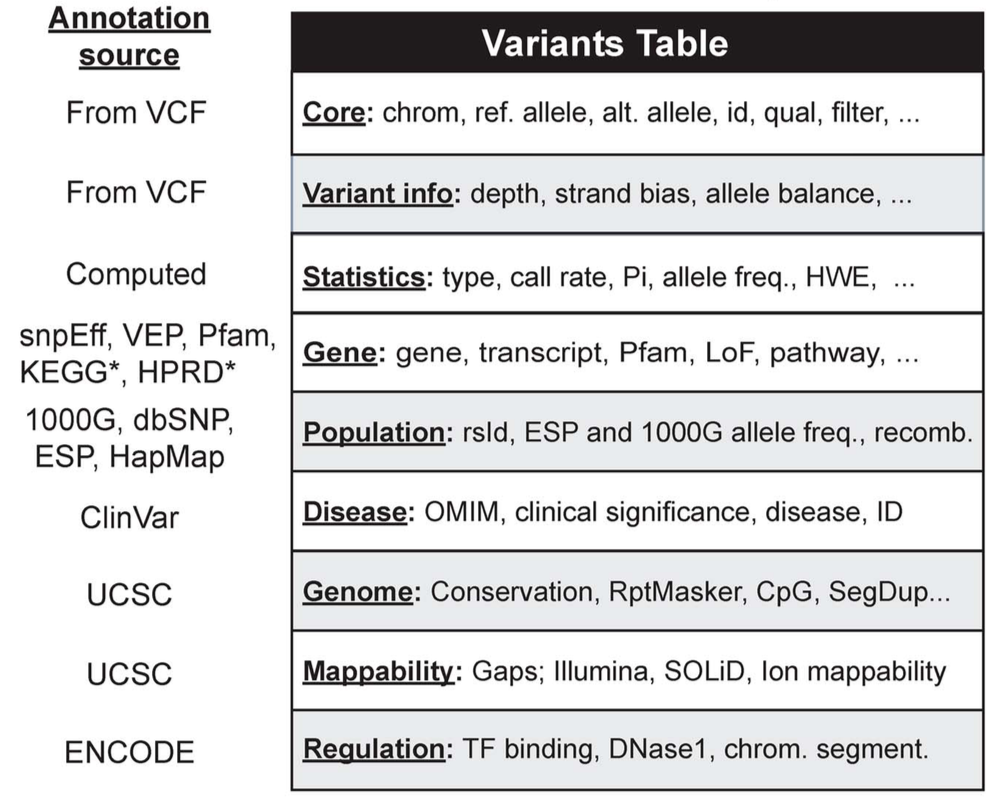 Annotation
source
Variants Table
From VCF
Core: chrom, ref. allele, alt. allele, id, qual, filter, ...
From VCF
Variant info: depth, strand bias, allele balance, ...
Computed
Statistics: type, call rate, Pi, allele freq., HWE, ...
snpEff, VEP, Pfam,
KEGG*, HPRD*
Gene: gene, transcript, Pfam, LoF, pathway, ...
1000G, dbSNP,
ESP, HapMap
Population: rsId, ESP and 1000G allele freq., recomb.
ClinVar
Disease: OMIM, clinical significance, disease, ID
UCSC
Genome: Conservation, RptMasker, CpG, SegDup...
UCSC
Mappability: Gaps; Illumina, SOLiD, Ion mappability
ENCODE
Regulation: TF binding, DNase1, chrom. segment.